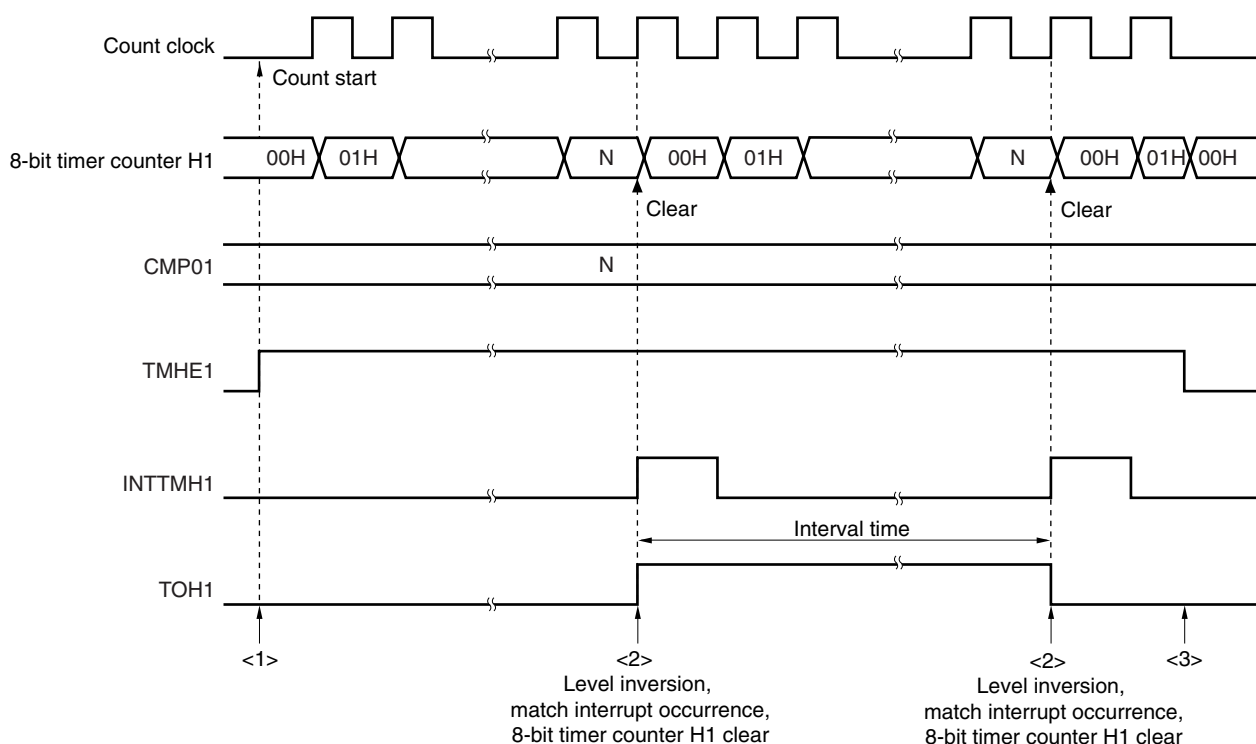 Count clock
Count start
8-bit timer counter H1
00H
01H
N
00H
01H
N
00H
01H
00H
Clear
Clear
CMP01
N
TMHE1
INTTMH1
Interval time
TOH1
<1>
<2>
<2>
<3>
Level inversion,
match interrupt occurrence,
8-bit timer counter H1 clear
Level inversion,
match interrupt occurrence,
8-bit timer counter H1 clear